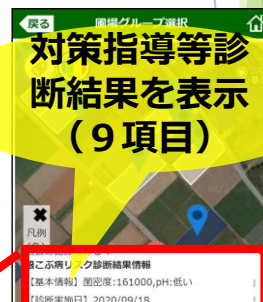 戻る 圃場グループ選択
対策指導等診
断結果を表示
（９項目）
凡例
根こぶ病リスク診断結果情報
【基本情報】菌密度:161000,pH:低い
【診断実施日】2020/09/18